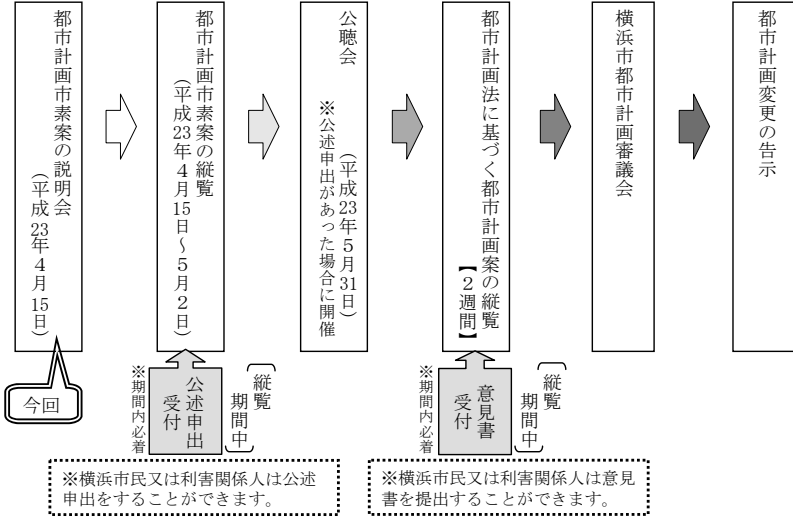 都市計画市素案の説明会
(平成23年4月15日)
都市計画市素案の縦覧
(平成23年4月15日~5月2日)
公聴会 (平成23年5月31日)
※公述申出があった場合に開催
都市計画法に基づく都市計画案の縦覧
【2週間】
横浜市都市計画審議会
都市計画変更の告示
今回
公述申出
受付
※期間内必着
縦覧
期間中
意見書
受付
※期間内必着
縦覧
期間中
※横浜市民又は利害関係人は公述
申出をすることができます。
※横浜市民又は利害関係人は意見
書を提出することができます。